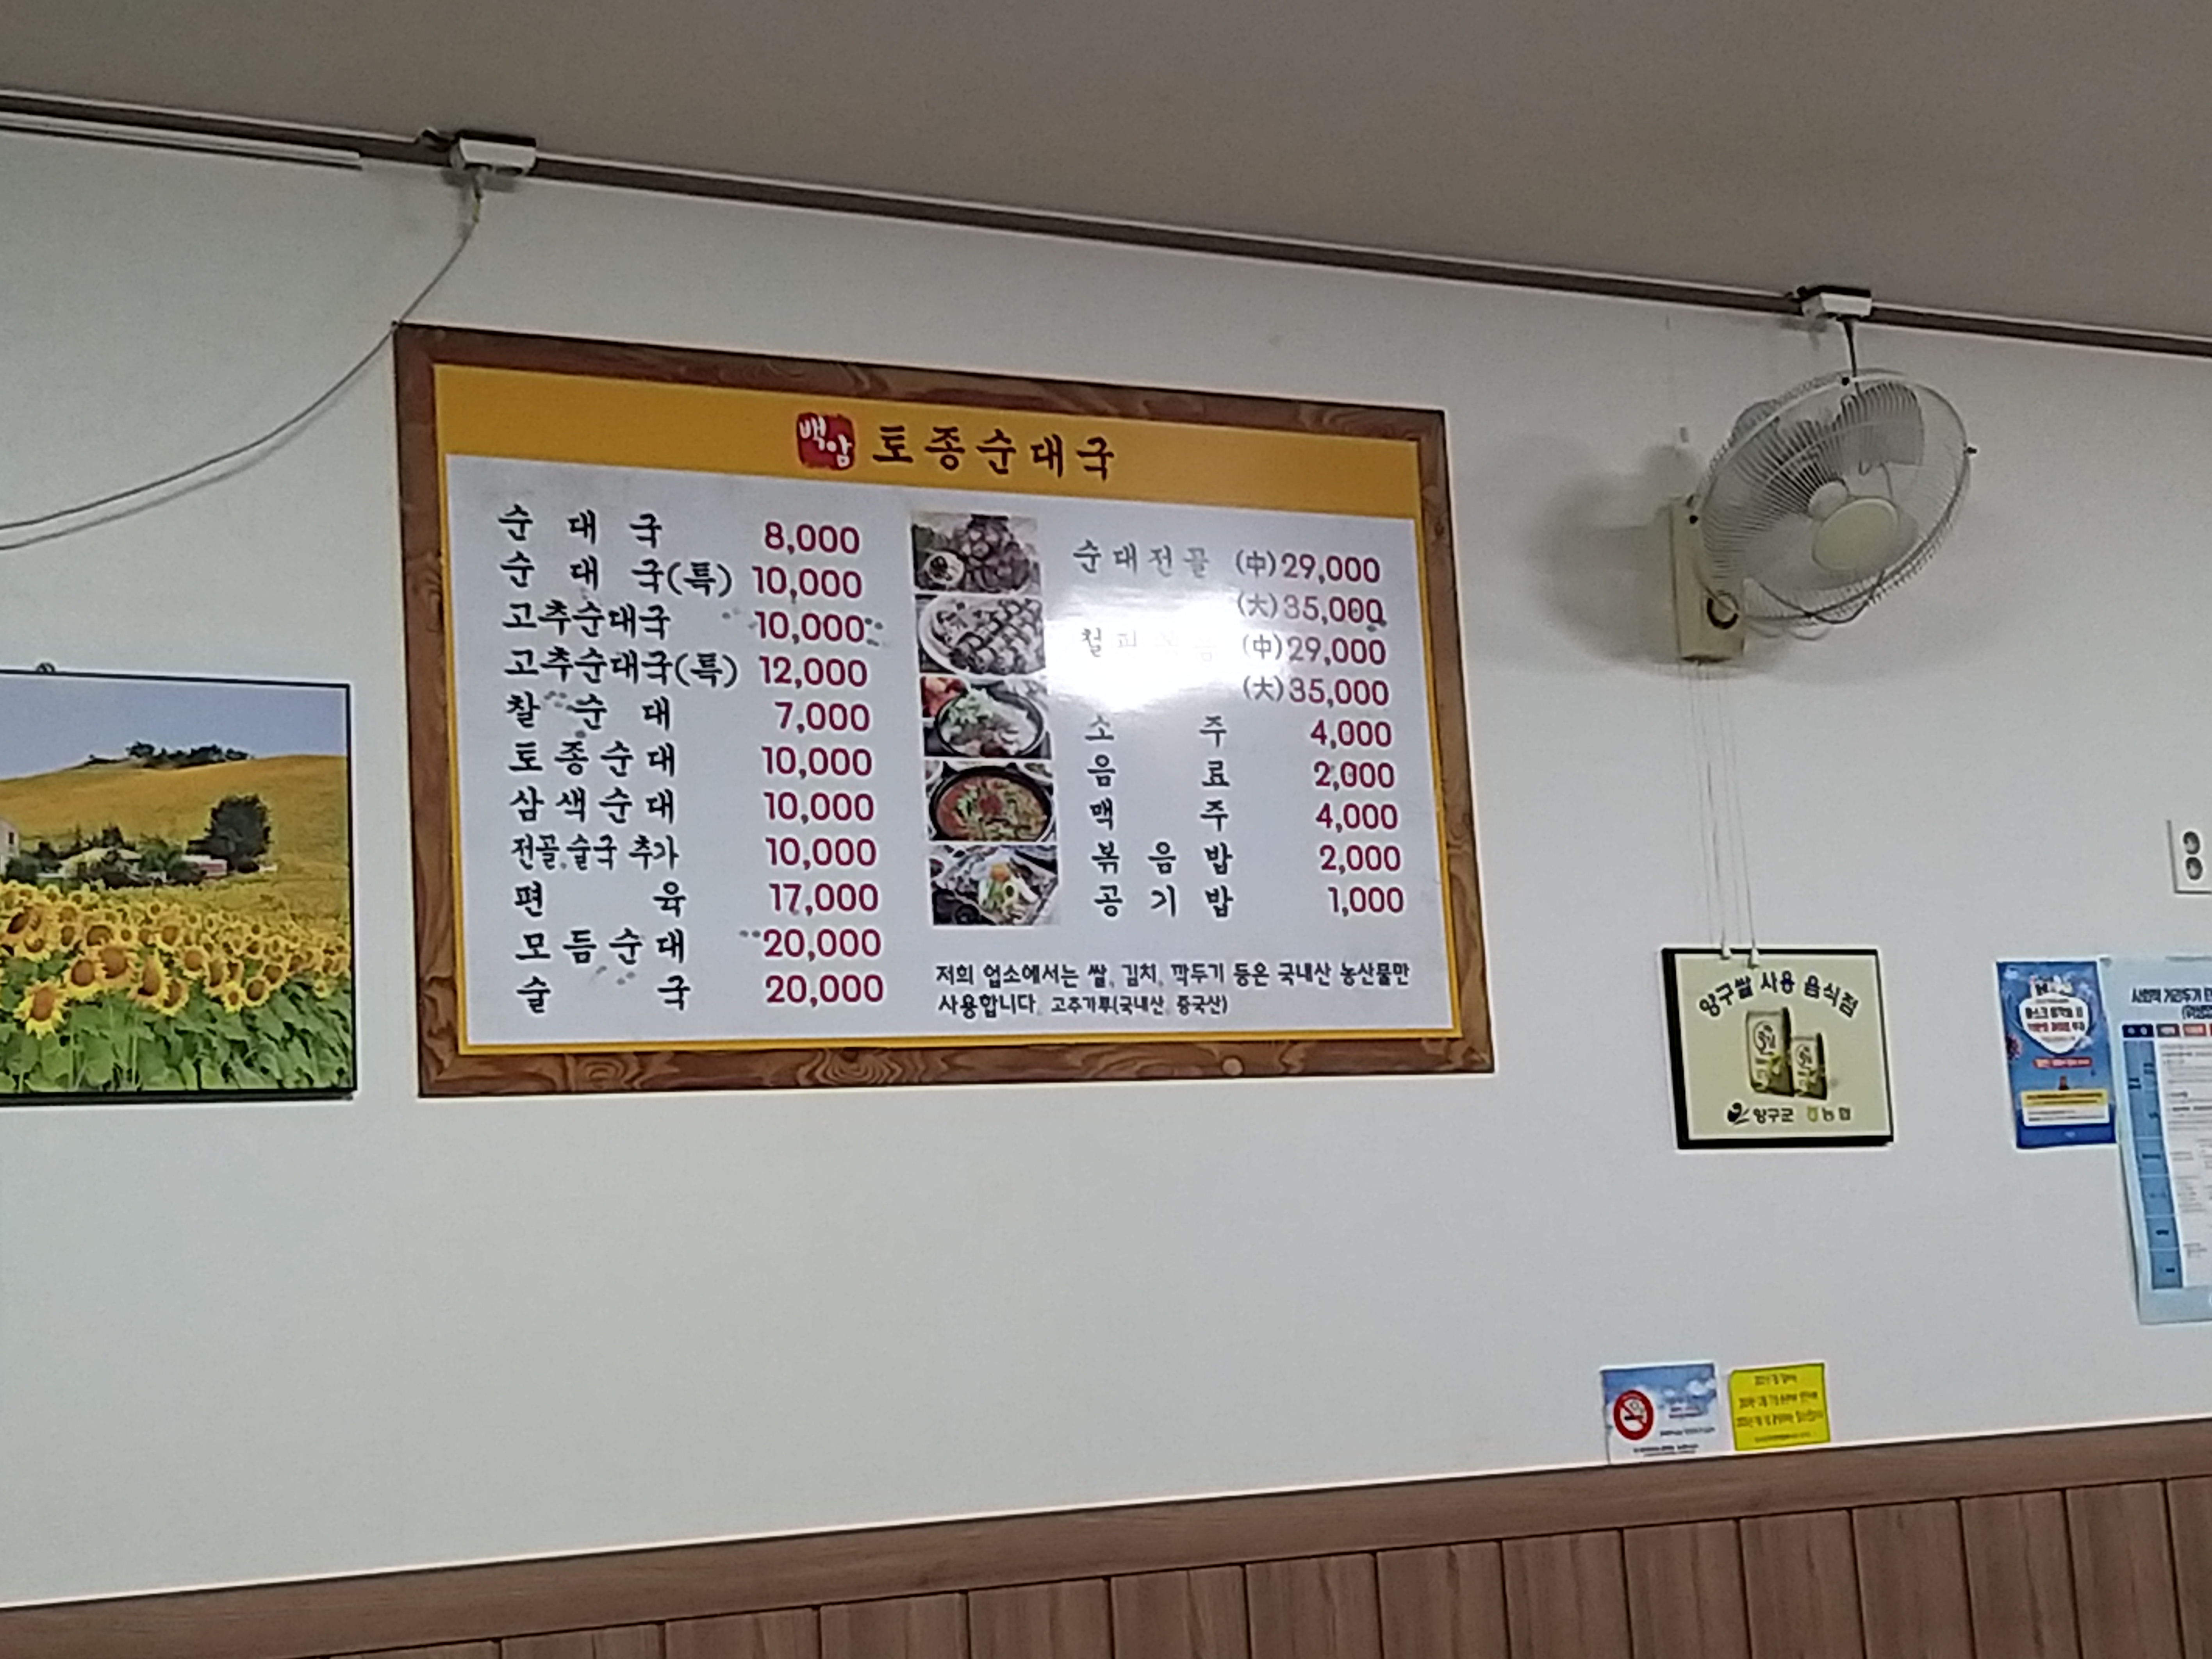 백암 토종순대국
순대국 8,000
순대국(특) 10,000
고추순대국 10,000
고추순대국(특) 12,000
찰순대 7,000
토종순대 10,000
삼색순대 10,000
전골,술국 추가 10,000
편육 17,000
모듬순대 20,000
술국 20,000
순대전골 (中) 29,000
(大) 35,000
(中) 29,000
(大) 35,000
소주 4,000
음료 2,000
맥주 4,000
볶음밥 2,000
공기밥 1,000
저희 업소에서는 쌀, 김치, 깍두기 등은 국내산 농산물만
사용합니다. 고추가루(국내산, 중국산)
양구쌀 사용 음식점
양구군 농협
사회적 거리두기